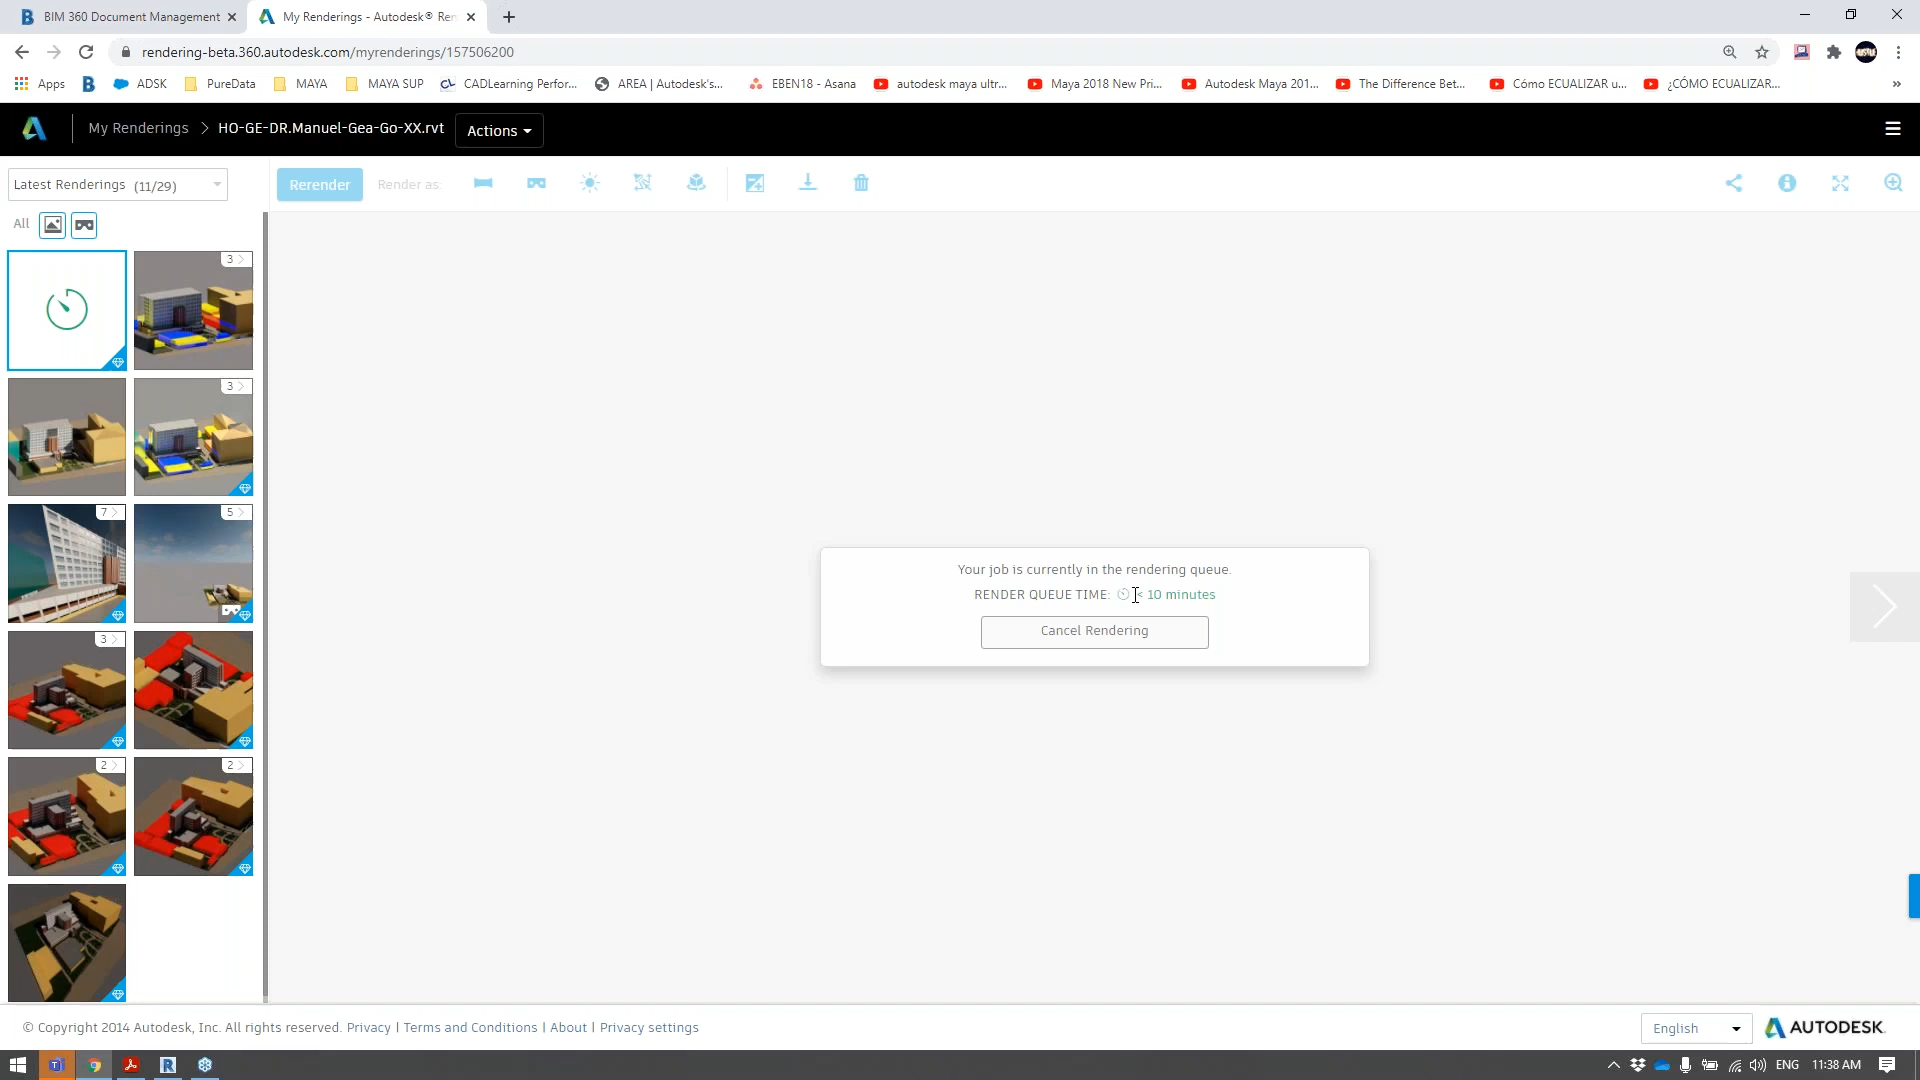 BIM 360 Document Management
My Renderings - Autodesk® Ren
rendering-beta.360.autodesk.com/myrenderings/157506200
Apps
ADSK
PureData
MAYA
MAYA SUP
CADLearning Perfor...
AREA | Autodesk's...
EBEN18 - Asana
autodesk maya ultr...
Maya 2018 New Pri...
Autodesk Maya 201...
The Difference Bet...
Cómo ECUALIZAR u...
¿CÓMO ECUALIZAR...
My Renderings > HO-GE-DR.Manuel-Gea-Go-XX.rvt
Actions
Latest Renderings (11/29)
Rerender
Render as:
All
3 >
3 >
7 >
5 >
3 >
2 >
2 >
Your job is currently in the rendering queue.
RENDER QUEUE TIME: < 10 minutes
Cancel Rendering
© Copyright 2014 Autodesk, Inc. All rights reserved. Privacy | Terms and Conditions | About | Privacy settings
English
AUTODESK.
ENG
11:38 AM